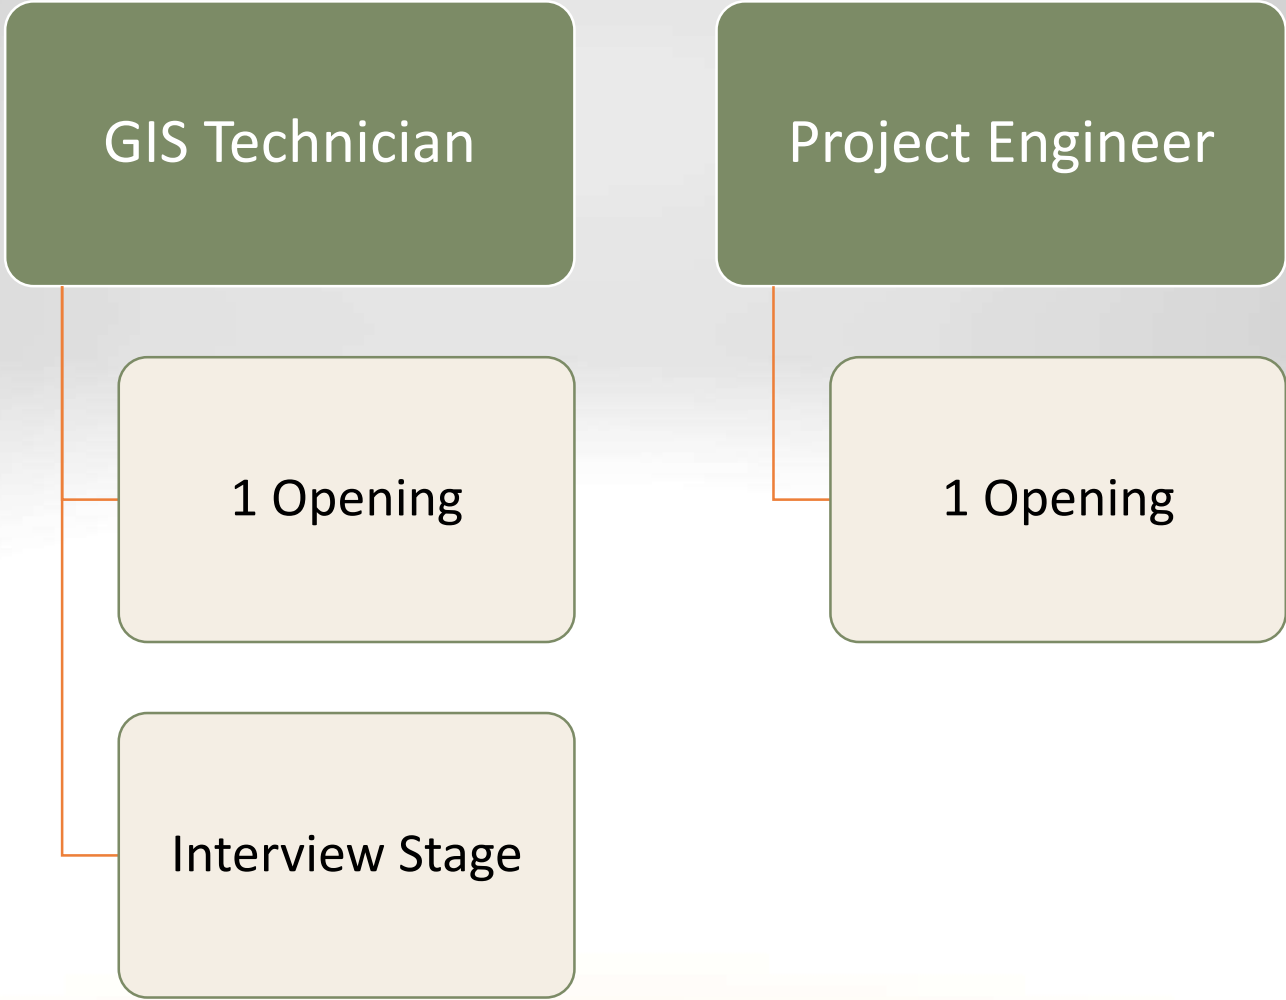 GIS Technician
1 Opening
Interview Stage
Project Engineer
1 Opening